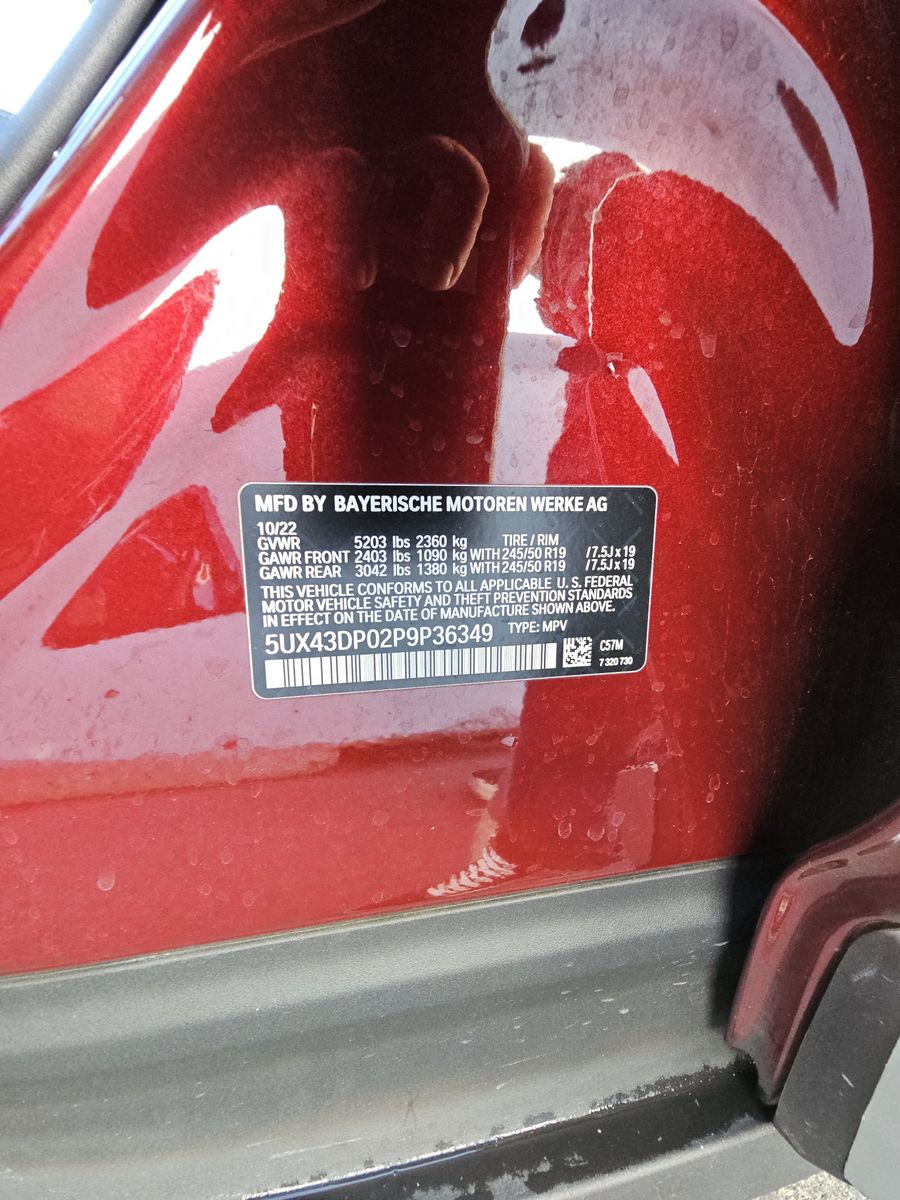 MFD BY BAYERISCHE MOTOREN WERKE AG
10/22
GVWR 5203 lbs 2360 kg TIRE / RIM
GAWR FRONT 2403 lbs 1090 kg WITH 245/50 R19 /7.5J x 19
GAWR REAR 3042 lbs 1380 kg WITH 245/50 R19 /7.5J x 19
THIS VEHICLE CONFORMS TO ALL APPLICABLE U. S. FEDERAL
MOTOR VEHICLE SAFETY AND THEFT PREVENTION STANDARDS
IN EFFECT ON THE DATE OF MANUFACTURE SHOWN ABOVE.
5UX43DP02P9P36349 TYPE: MPV
C57M
7 320 730